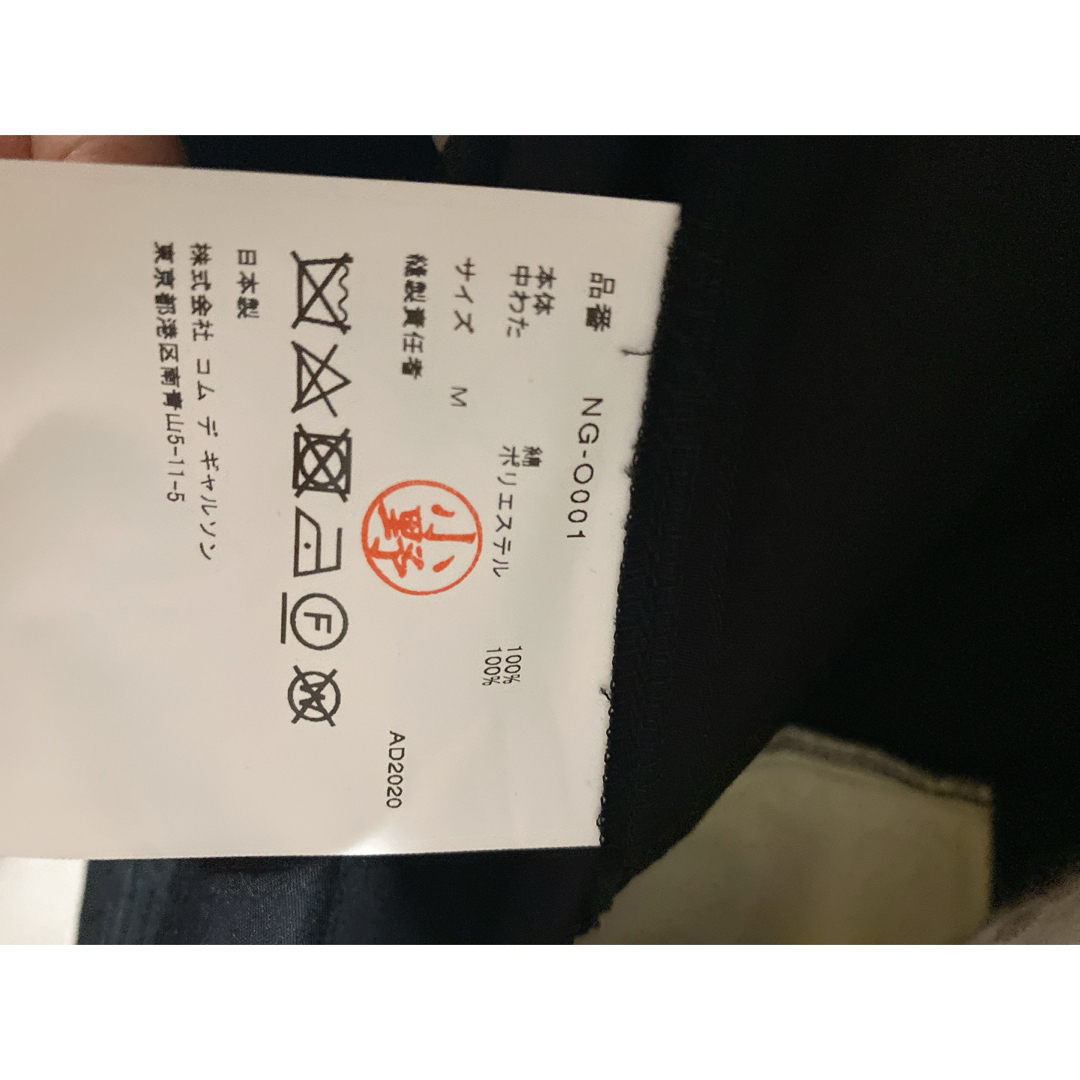 品番 NG-O001
本体 綿 100%
中わた ポリエステル 100%
サイズ M
縫製責任者 小野 AD2020
F
W
日本製
株式会社 コム デ ギャルソン
東京都港区南青山5-11-5